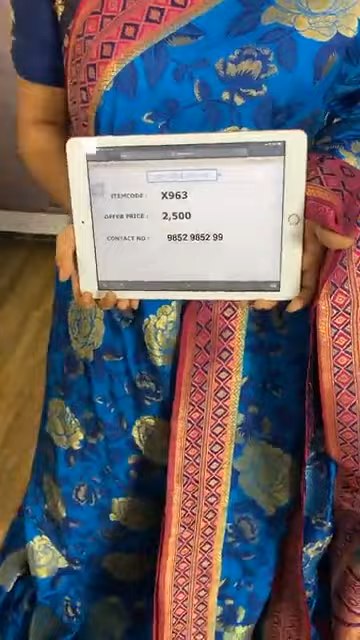 ITEMCODE : X963
OFFER PRICE : 2,500
CONTACT NO : 9852 9852 99